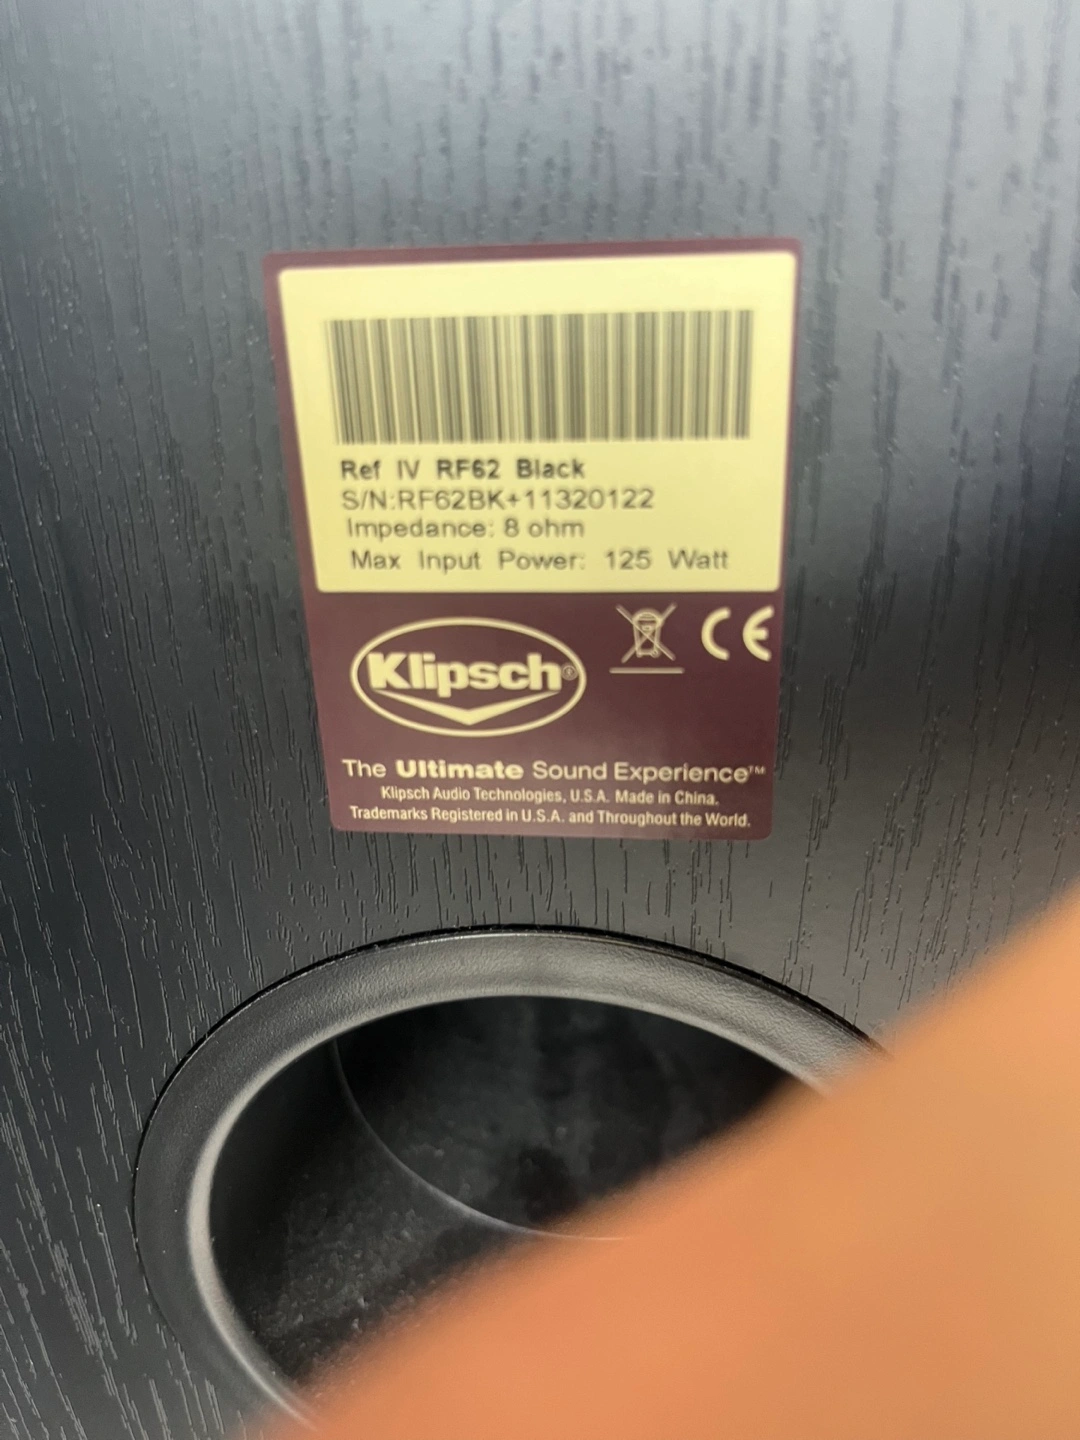 Ref IV RF62 Black
S/N:RF62BK+11320122
Impedance: 8 ohm
Max Input Power: 125 Watt
Klipsch®
CE
The Ultimate Sound Experience™
Klipsch Audio Technologies, U.S.A. Made in China.
Trademarks Registered in U.S.A. and Throughout the World.